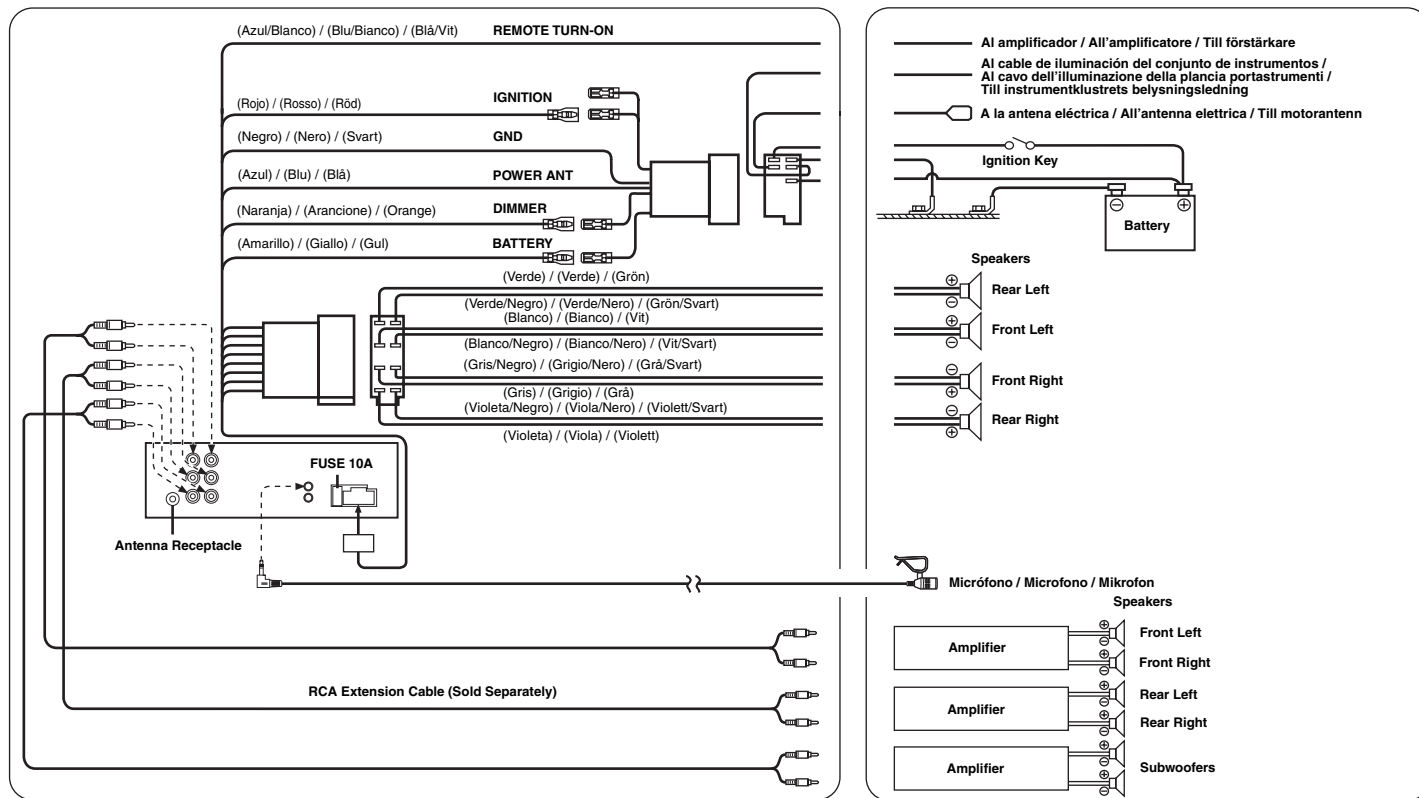 (Azul/Blanco) / (Blu/Bianco) / (Blå/Vit) REMOTE TURN-ON
(Rojo) / (Rosso) / (Röd) IGNITION
(Negro) / (Nero) / (Svart) GND
(Azul) / (Blu) / (Blå) POWER ANT
(Naranja) / (Arancione) / (Orange) DIMMER
(Amarillo) / (Giallo) / (Gul) BATTERY
(Verde) / (Verde) / (Grön)
(Verde/Negro) / (Verde/Nero) / (Grön/Svart)
(Blanco) / (Bianco) / (Vit)
(Blanco/Negro) / (Bianco/Nero) / (Vit/Svart)
(Gris/Negro) / (Grigio/Nero) / (Grå/Svart)
(Gris) / (Grigio) / (Grå)
(Violeta/Negro) / (Viola/Nero) / (Violett/Svart)
(Violeta) / (Viola) / (Violett)
FUSE 10A
Antenna Receptacle
RCA Extension Cable (Sold Separately)
Al amplificador / All'amplificatore / Till förstärkare
Al cable de iluminación del conjunto de instrumentos /
Al cavo dell'illuminazione della plancia portastrumenti /
Till instrumentklustrets belysningsledning
A la antena eléctrica / All'antenna elettrica / Till motorantenn
Ignition Key
Battery
Speakers
Rear Left
Front Left
Front Right
Rear Right
Micrófono / Microfono / Mikrofon
Speakers
Amplifier
Front Left
Front Right
Amplifier
Rear Left
Rear Right
Amplifier
Subwoofers